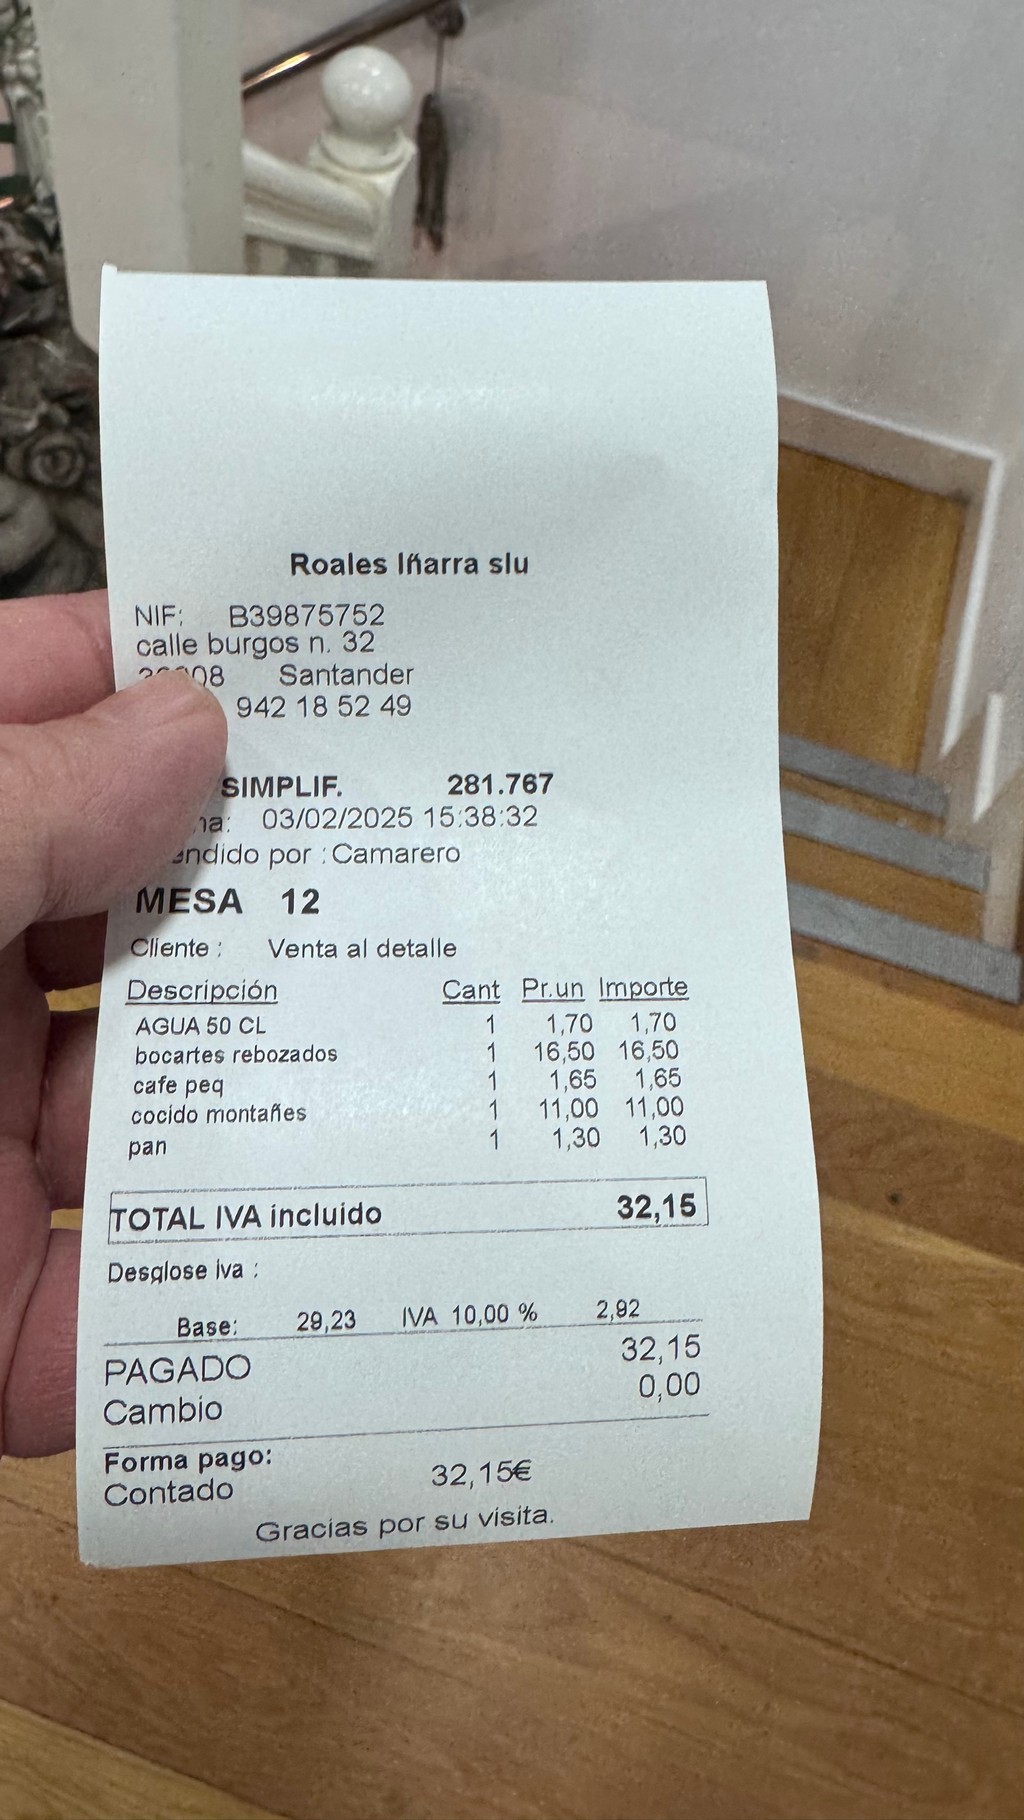 Roales Iñarra slu
NIF: B39875752
calle burgos n. 32
Santander
942 18 52 49
SIMPLIF. 281.767
03/02/2025 15:38:32
por : Camarero
MESA 12
Cliente : Venta al detalle
Descripción Cant Pr.un Importe
AGUA 50 CL 1 1,70 1,70
bocartes rebozados 1 16,50 16,50
cafe peq 1 1,65 1,65
cocido montañes 1 11,00 11,00
pan 1 1,30 1,30
TOTAL IVA incluido 32,15
Desglose iva :
Base: 29,23 IVA 10,00 % 2,92
PAGADO 32,15
Cambio 0,00
Forma pago:
Contado 32,15€
Gracias por su visita.